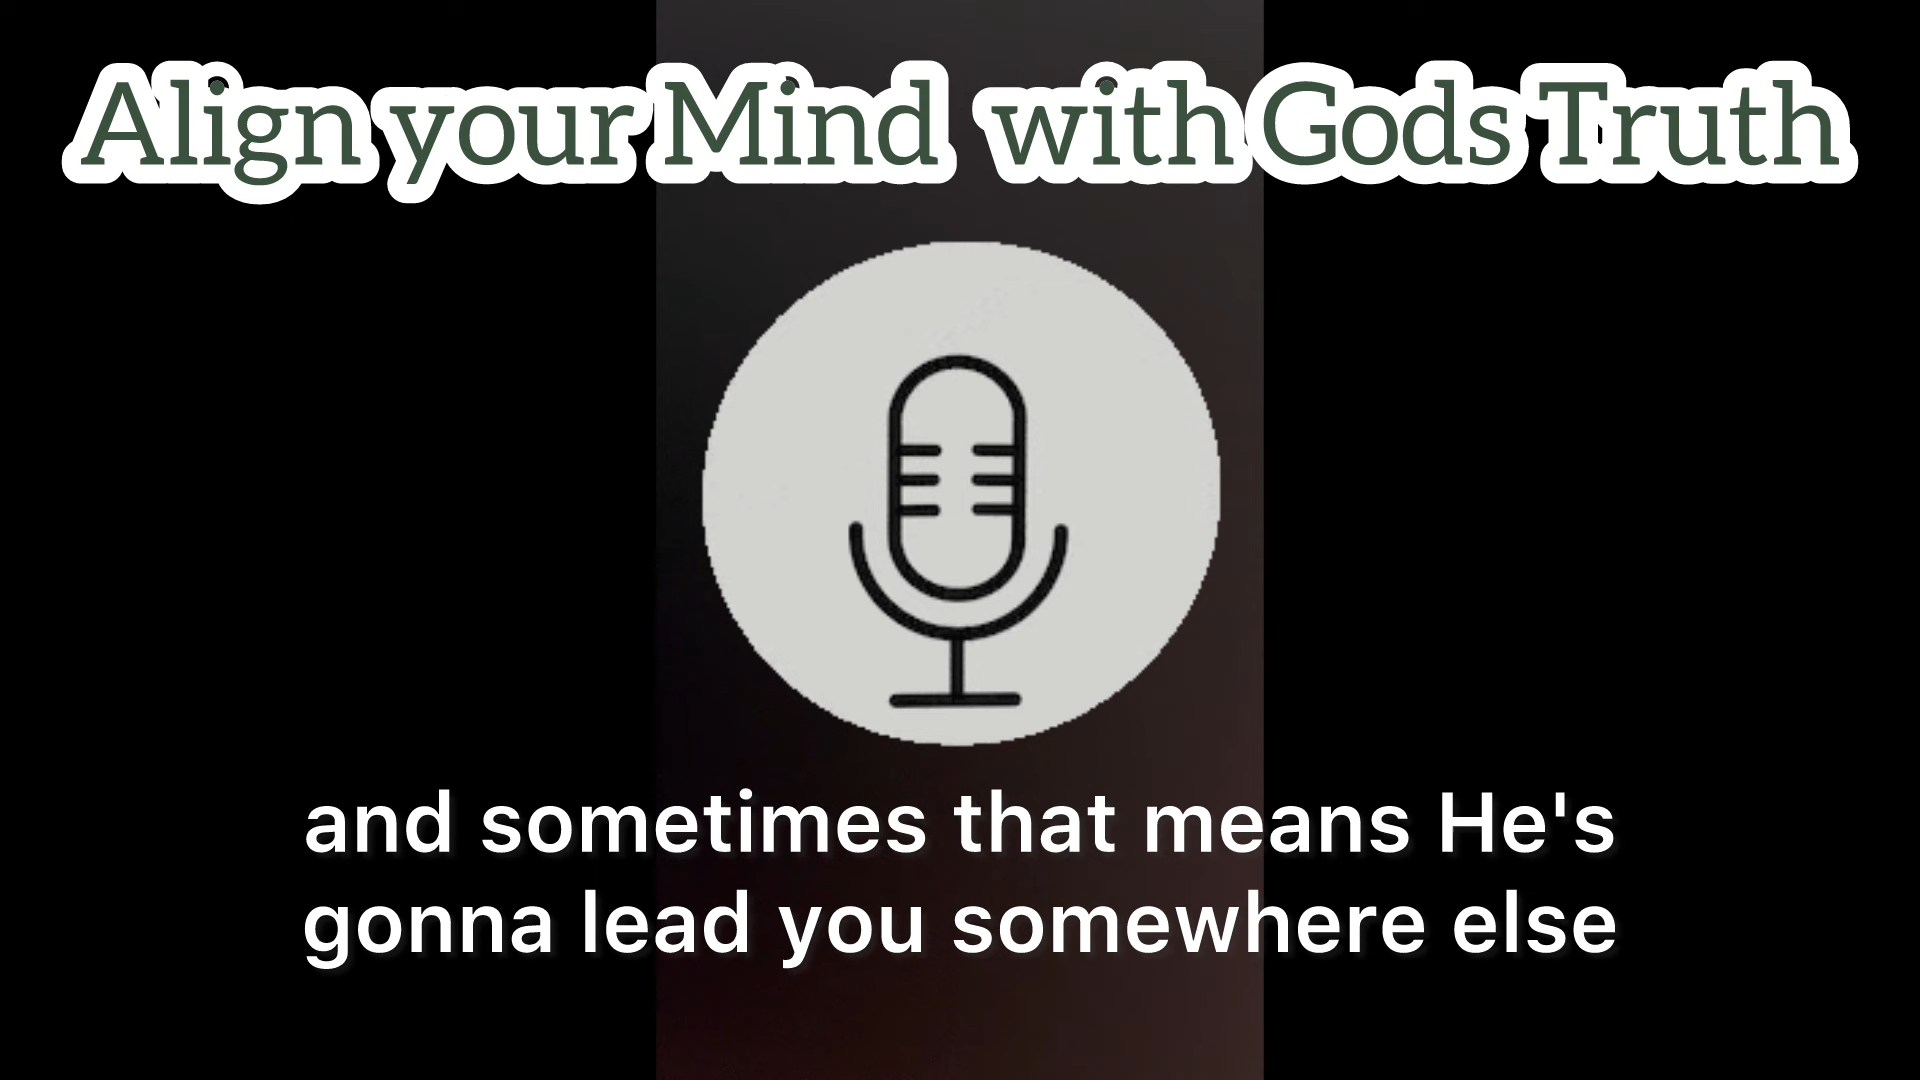 Align your Mind with Gods Truth
and sometimes that means He's
gonna lead you somewhere else